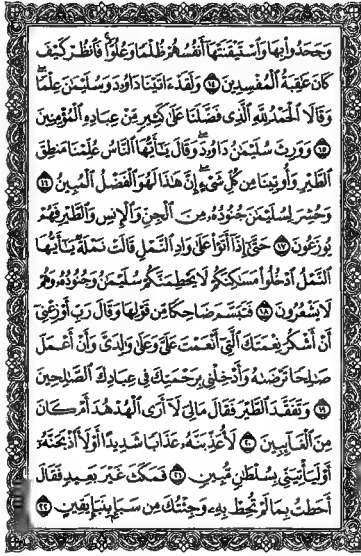 وَجَحَدُوا۟ بِهَا وَٱسْتَيْقَنَتْهَآ أَنفُسُهُمْ ظُلْمًا وَعُلُوًّا ۚ فَٱنظُرْ كَيْفَ
كَانَ عَٰقِبَةُ ٱلْمُفْسِدِينَ ١٤ وَلَقَدْ ءَاتَيْنَا دَاوُۥدَ وَسُلَيْمَٰنَ عِلْمًا ۖ
وَقَالَا ٱلْحَمْدُ لِلَّهِ ٱلَّذِى فَضَّلَنَا عَلَىٰ كَثِيرٍ مِّنْ عِبَادِهِ ٱلْمُؤْمِنِينَ
١٥ وَوَرِثَ سُلَيْمَٰنُ دَاوُۥدَ ۖ وَقَالَ يَٰٓأَيُّهَا ٱلنَّاسُ عُلِّمْنَا مَنطِقَ
ٱلطَّيْرِ وَأُوتِينَا مِن كُلِّ شَىْءٍ ۖ إِنَّ هَٰذَا لَهُوَ ٱلْفَضْلُ ٱلْمُبِينُ ١٦
وَحُشِرَ لِسُلَيْمَٰنَ جُنُودُهُۥ مِنَ ٱلْجِنِّ وَٱلْإِنسِ وَٱلطَّيْرِ فَهُمْ
يُوزَعُونَ ١٧ حَتَّىٰٓ إِذَآ أَتَوْا۟ عَلَىٰ وَادِ ٱلنَّمْلِ قَالَتْ نَمْلَةٌ يَٰٓأَيُّهَا
ٱلنَّمْلُ ٱدْخُلُوا۟ مَسَٰكِنَكُمْ لَا يَحْطِمَنَّكُمْ سُلَيْمَٰنُ وَجُنُودُهُۥ وَهُمْ
لَا يَشْعُرُونَ ١٨ فَتَبَسَّمَ ضَاحِكًا مِّن قَوْلِهَا وَقَالَ رَبِّ أَوْزِعْنِىٓ
أَنْ أَشْكُرَ نِعْمَتَكَ ٱلَّتِىٓ أَنْعَمْتَ عَلَىَّ وَعَلَىٰ وَٰلِدَىَّ وَأَنْ أَعْمَلَ
صَٰلِحًا تَرْضَىٰهُ وَأَدْخِلْنِى بِرَحْمَتِكَ فِى عِبَادِكَ ٱلصَّٰلِحِينَ
١٩ وَتَفَقَّدَ ٱلطَّيْرَ فَقَالَ مَالِىَ لَآ أَرَى ٱلْهُدْهُدَ أَمْ كَانَ
مِنَ ٱلْغَآئِبِينَ ٢٠ لَأُعَذِّبَنَّهُۥ عَذَابًا شَدِيدًا أَوْ لَأَا۟ذْبَحَنَّهُۥٓ
أَوْ لَيَأْتِيَنِّى بِسُلْطَٰنٍ مُّبِينٍ ٢١ فَمَكَثَ غَيْرَ بَعِيدٍ فَقَالَ
أَحَطتُ بِمَا لَمْ تُحِطْ بِهِۦ وَجِئْتُكَ مِن سَبَإٍۭ بِنَبَإٍ يَقِينٍ ٢٢